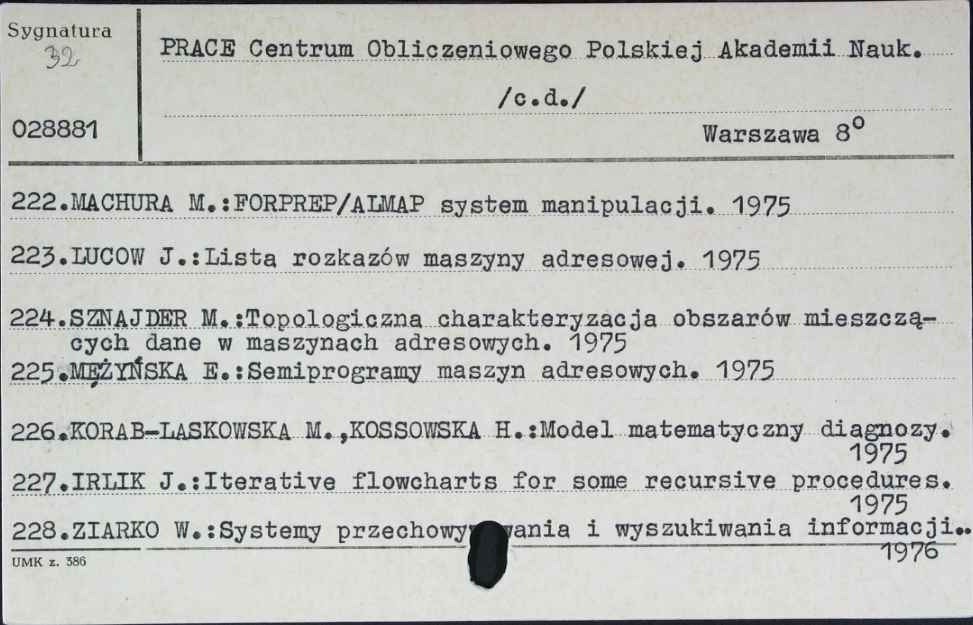 Sygnatura
32
PRACE Centrum Obliczeniowego Polskiej Akademii Nauk.
/c.d./
028881
Warszawa 8°
222.MACHURA M.:FORPREP/ALMAP system manipulacji. 1975
223.LUCOW J.:Lista rozkazów maszyny adresowej. 1975
224.SZNAJDER M.:Topologiczna charakteryzacja obszarów mieszczą-
cych dane w maszynach adresowych. 1975
225.MĘŻYŃSKA E.:Semiprogramy maszyn adresowych. 1975
226.KORAB-LASKOWSKA M.,KOSSOWSKA H.:Model matematyczny diagnozy.
1975
227.IRLIK J.:Iterative flowcharts for some recursive procedures.
1975
228.ZIARKO W.:Systemy przechowywania i wyszukiwania informacji..
1976
UMK z. 386